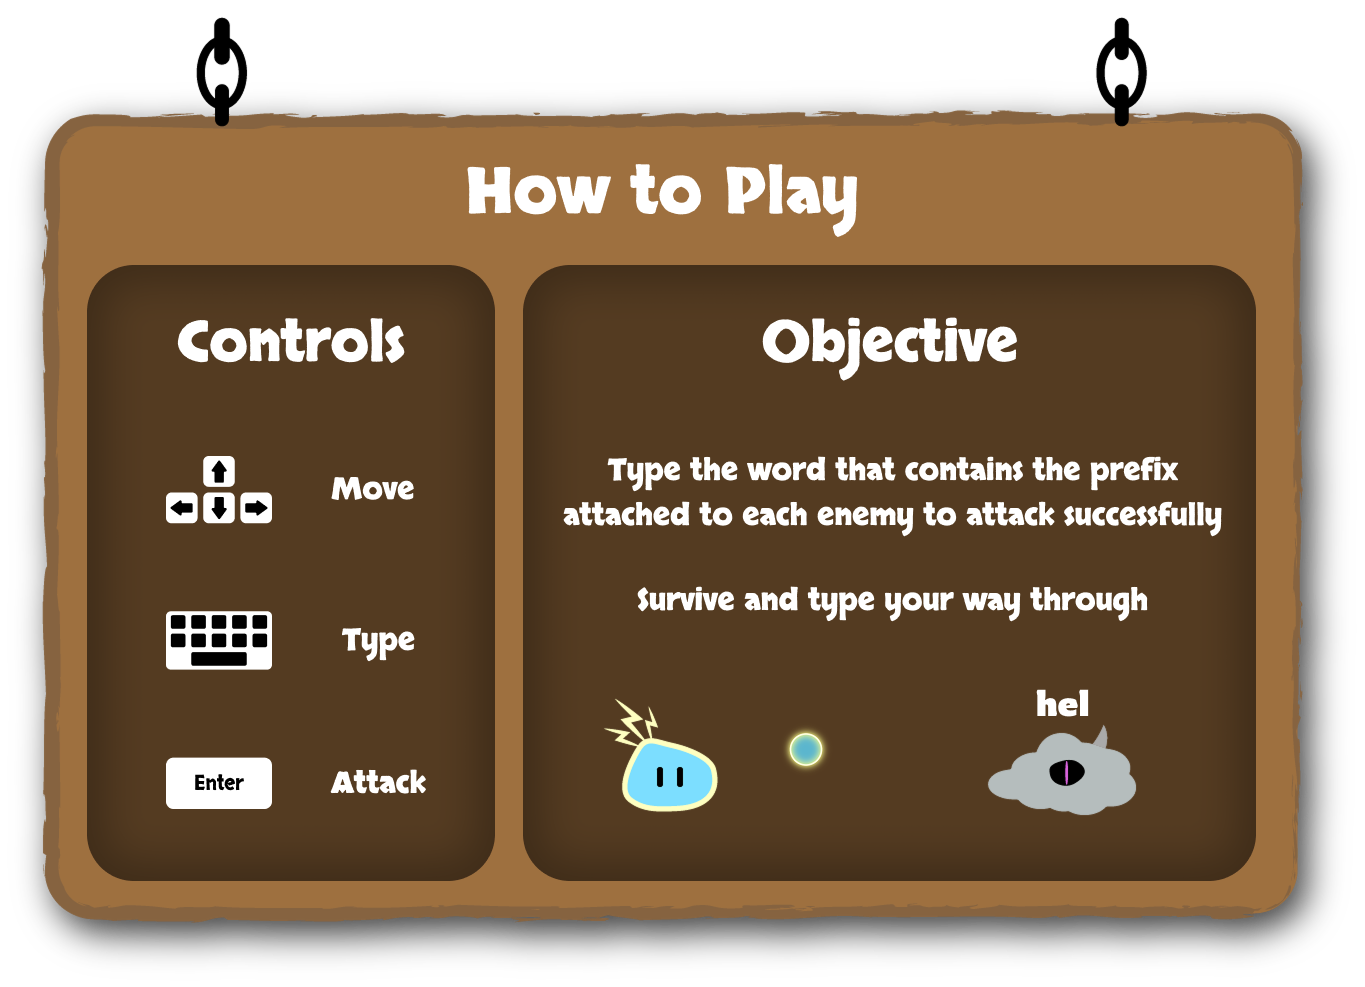 How to Play
Controls
Move
Type
Enter
Attack
Objective
Type the word that contains the prefix
attached to each enemy to attack successfully
Survive and type your way through
hel